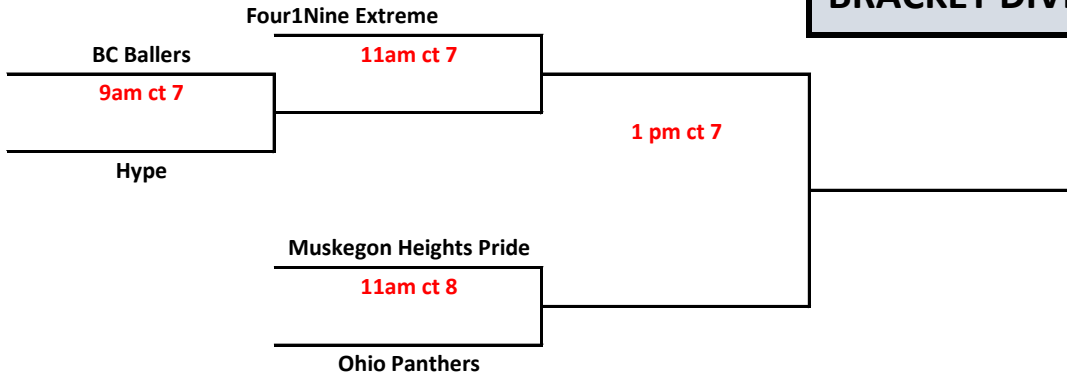 BRACKET
Four1Nine Extreme
BC Ballers
11am ct 7
9am ct 7
1 pm ct 7
Hype
Muskegon Heights Pride
11am ct 8
Ohio Panthers